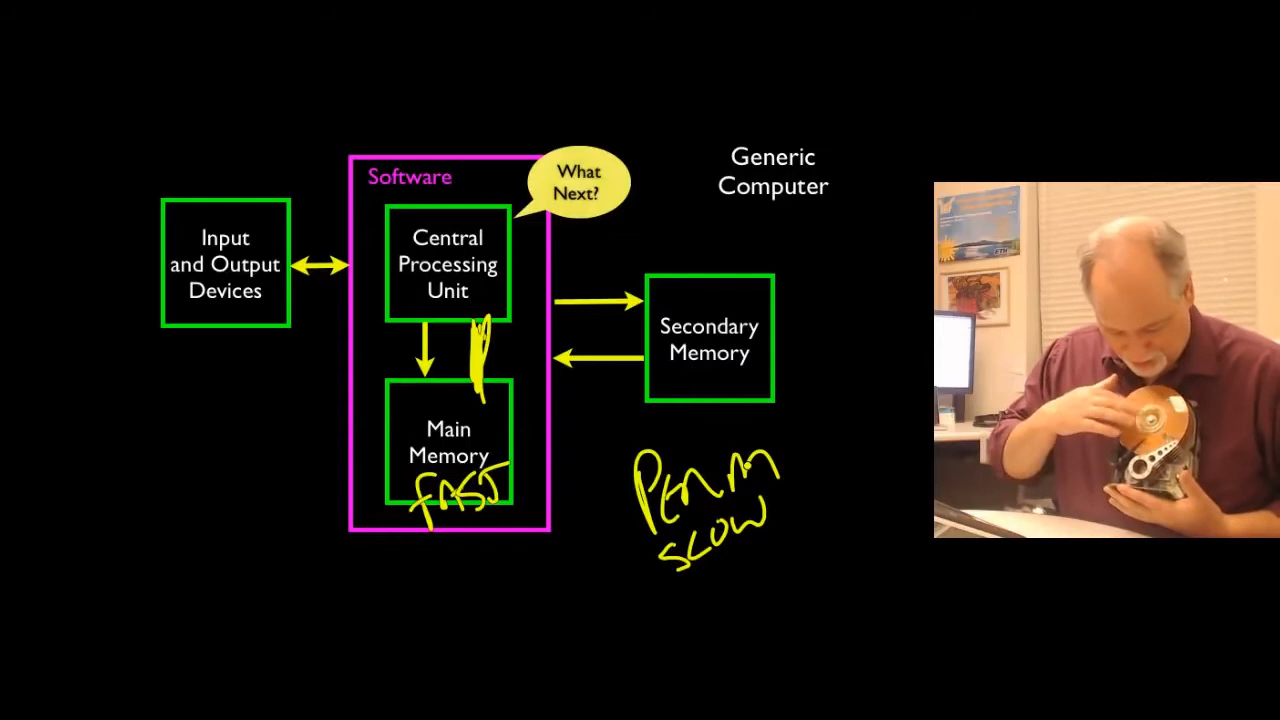 Generic
Computer
What
Next?
Software
Input
and Output
Devices
Central
Processing
Unit
Secondary
Memory
Main
Memory
FAST
PERM
SLOW